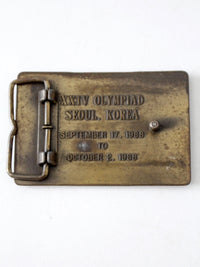 XXIV OLYMPIAD
SEOUL, KOREA
SEPTEMBER 17, 1988
TO
OCTOBER 2, 1988